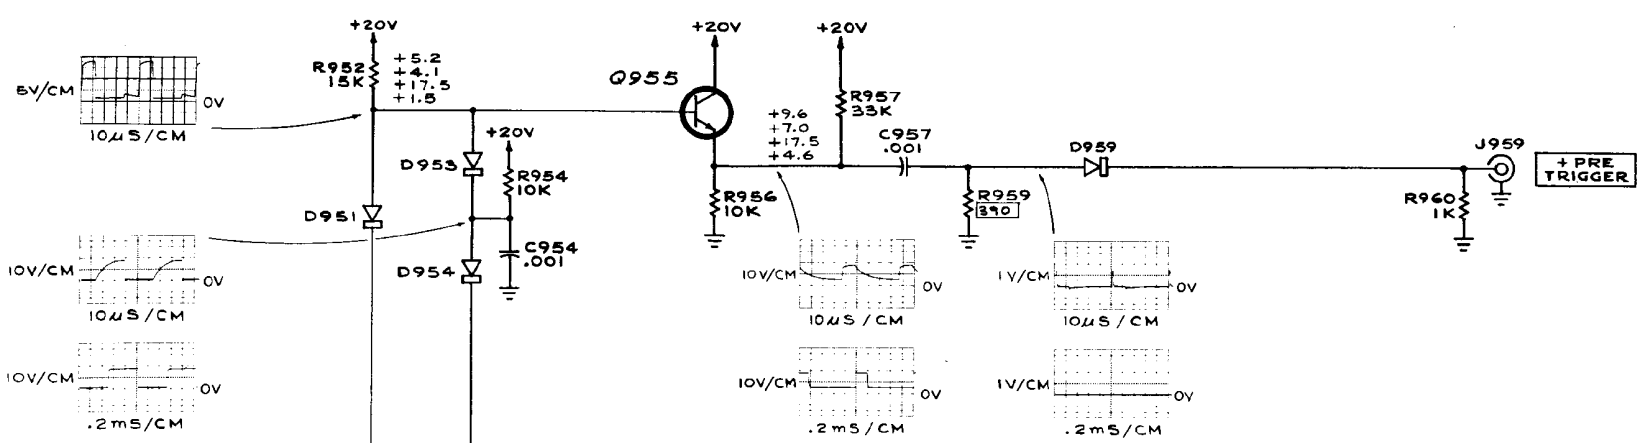 +20V
+20V
+20V
R952
15K
+5.2
+4.1
+17.5
+1.5
Q955
5V/CM
0V
10µS/CM
R957
33K
+9.6
+7.0
+17.5
+4.6
C957
.001
+20V
D953
R954
10K
D959
J959
+ PRE
TRIGGER
R956
10K
R959
390
R960
1K
D951
C954
.001
D954
10V/CM
0V
10µS/CM
10V/CM
0V
10µS/CM
1V/CM
0V
10µS/CM
10V/CM
0V
.2mS/CM
10V/CM
0V
.2mS/CM
1V/CM
0V
.2mS/CM